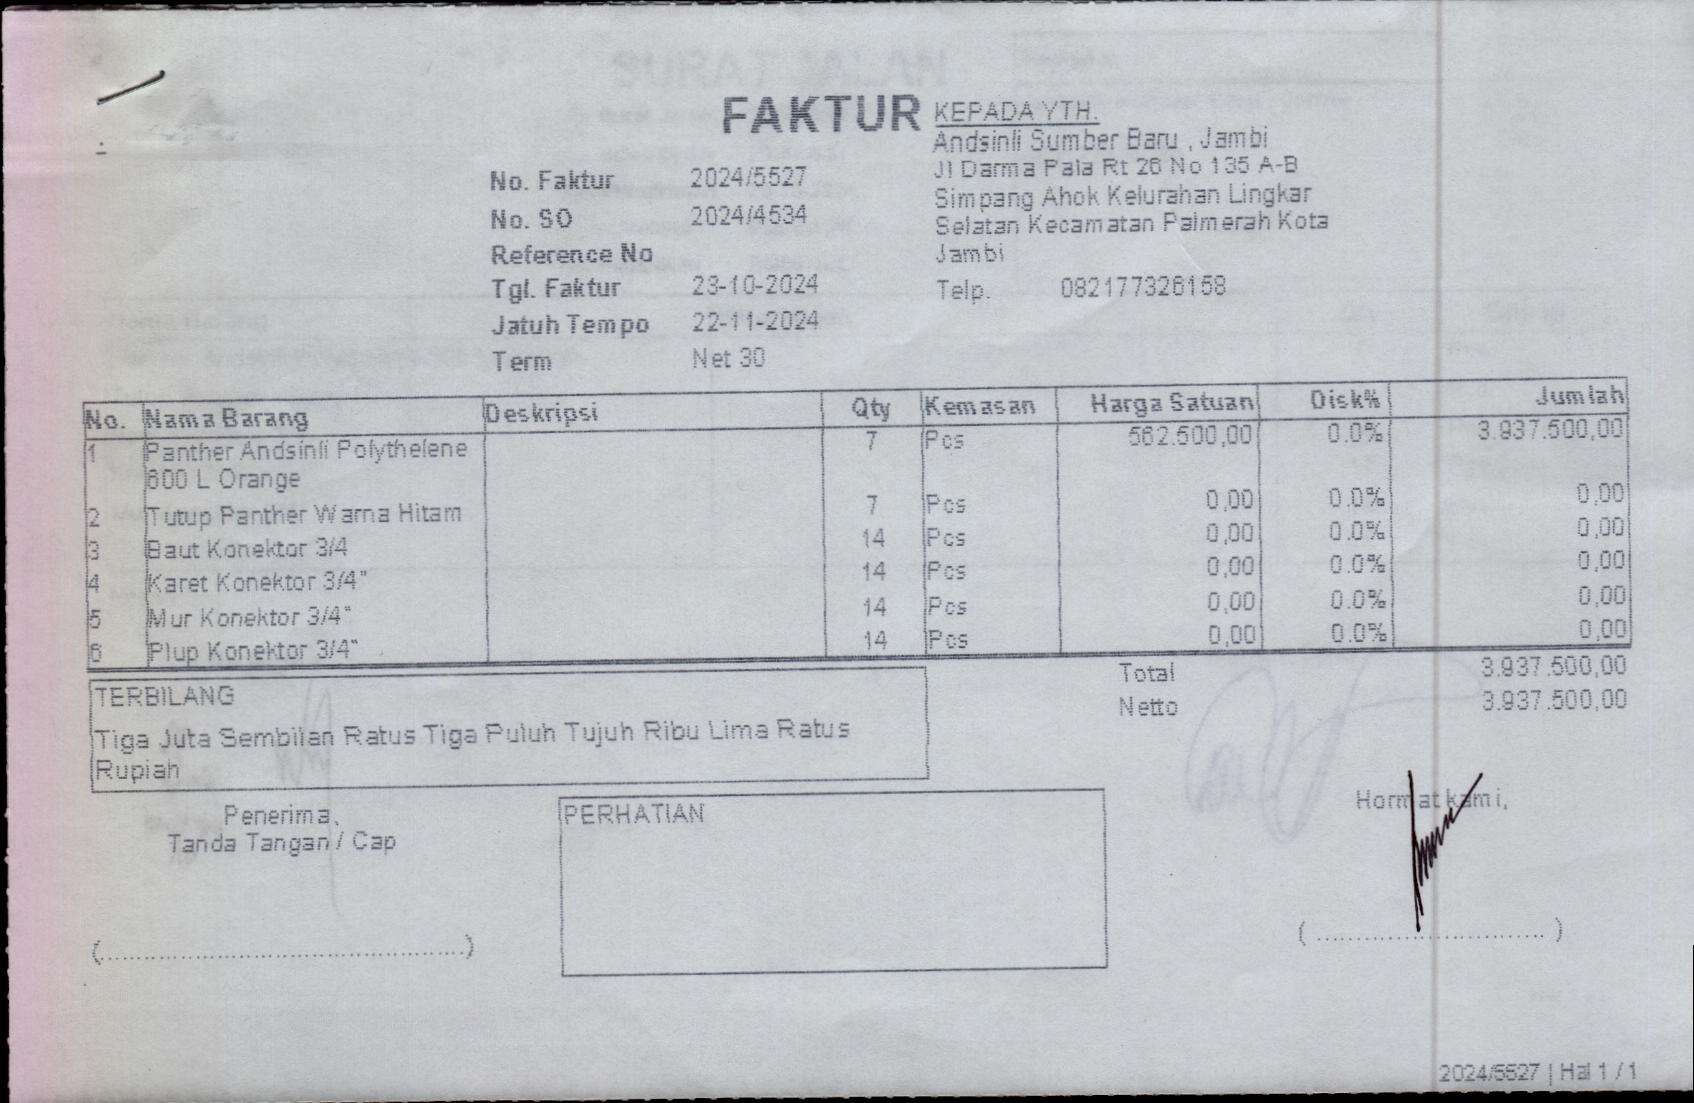 FAKTUR
No. Faktur 2024/5527
No. SO 2024/4534
Reference No
Tgl. Faktur 23-10-2024
Jatuh Tempo 22-11-2024
Term Net 30
KEPADA YTH.
Andsinli Sumber Baru , Jambi
Jl Darma Pala Rt 26 No 135 A-B
Simpang Ahok Kelurahan Lingkar
Selatan Kecamatan Palmerah Kota
Jambi
Telp. 082177326158
No. Nama Barang Deskripsi Qty Kemasan Harga Satuan Disk% Jumlah
1 Panther Andsinli Polythelene 7 Pcs 562.500,00 0.0% 3.937.500,00
600 L Orange
2 Tutup Panther Warna Hitam 7 Pcs 0,00 0.0% 0,00
3 Baut Konektor 3/4 14 Pcs 0,00 0.0% 0,00
4 Karet Konektor 3/4" 14 Pcs 0,00 0.0% 0,00
5 Mur Konektor 3/4" 14 Pcs 0,00 0.0% 0,00
6 Plup Konektor 3/4" 14 Pcs 0,00 0.0% 0,00
Total 3.937.500,00
Netto 3.937.500,00
TERBILANG
Tiga Juta Sembilan Ratus Tiga Puluh Tujuh Ribu Lima Ratus
Rupiah
Penerima,
Tanda Tangan / Cap
(................................................)
PERHATIAN
Hormat kami,
( .............................. )
2024/5527 | Hal 1 / 1
SURAT JALAN